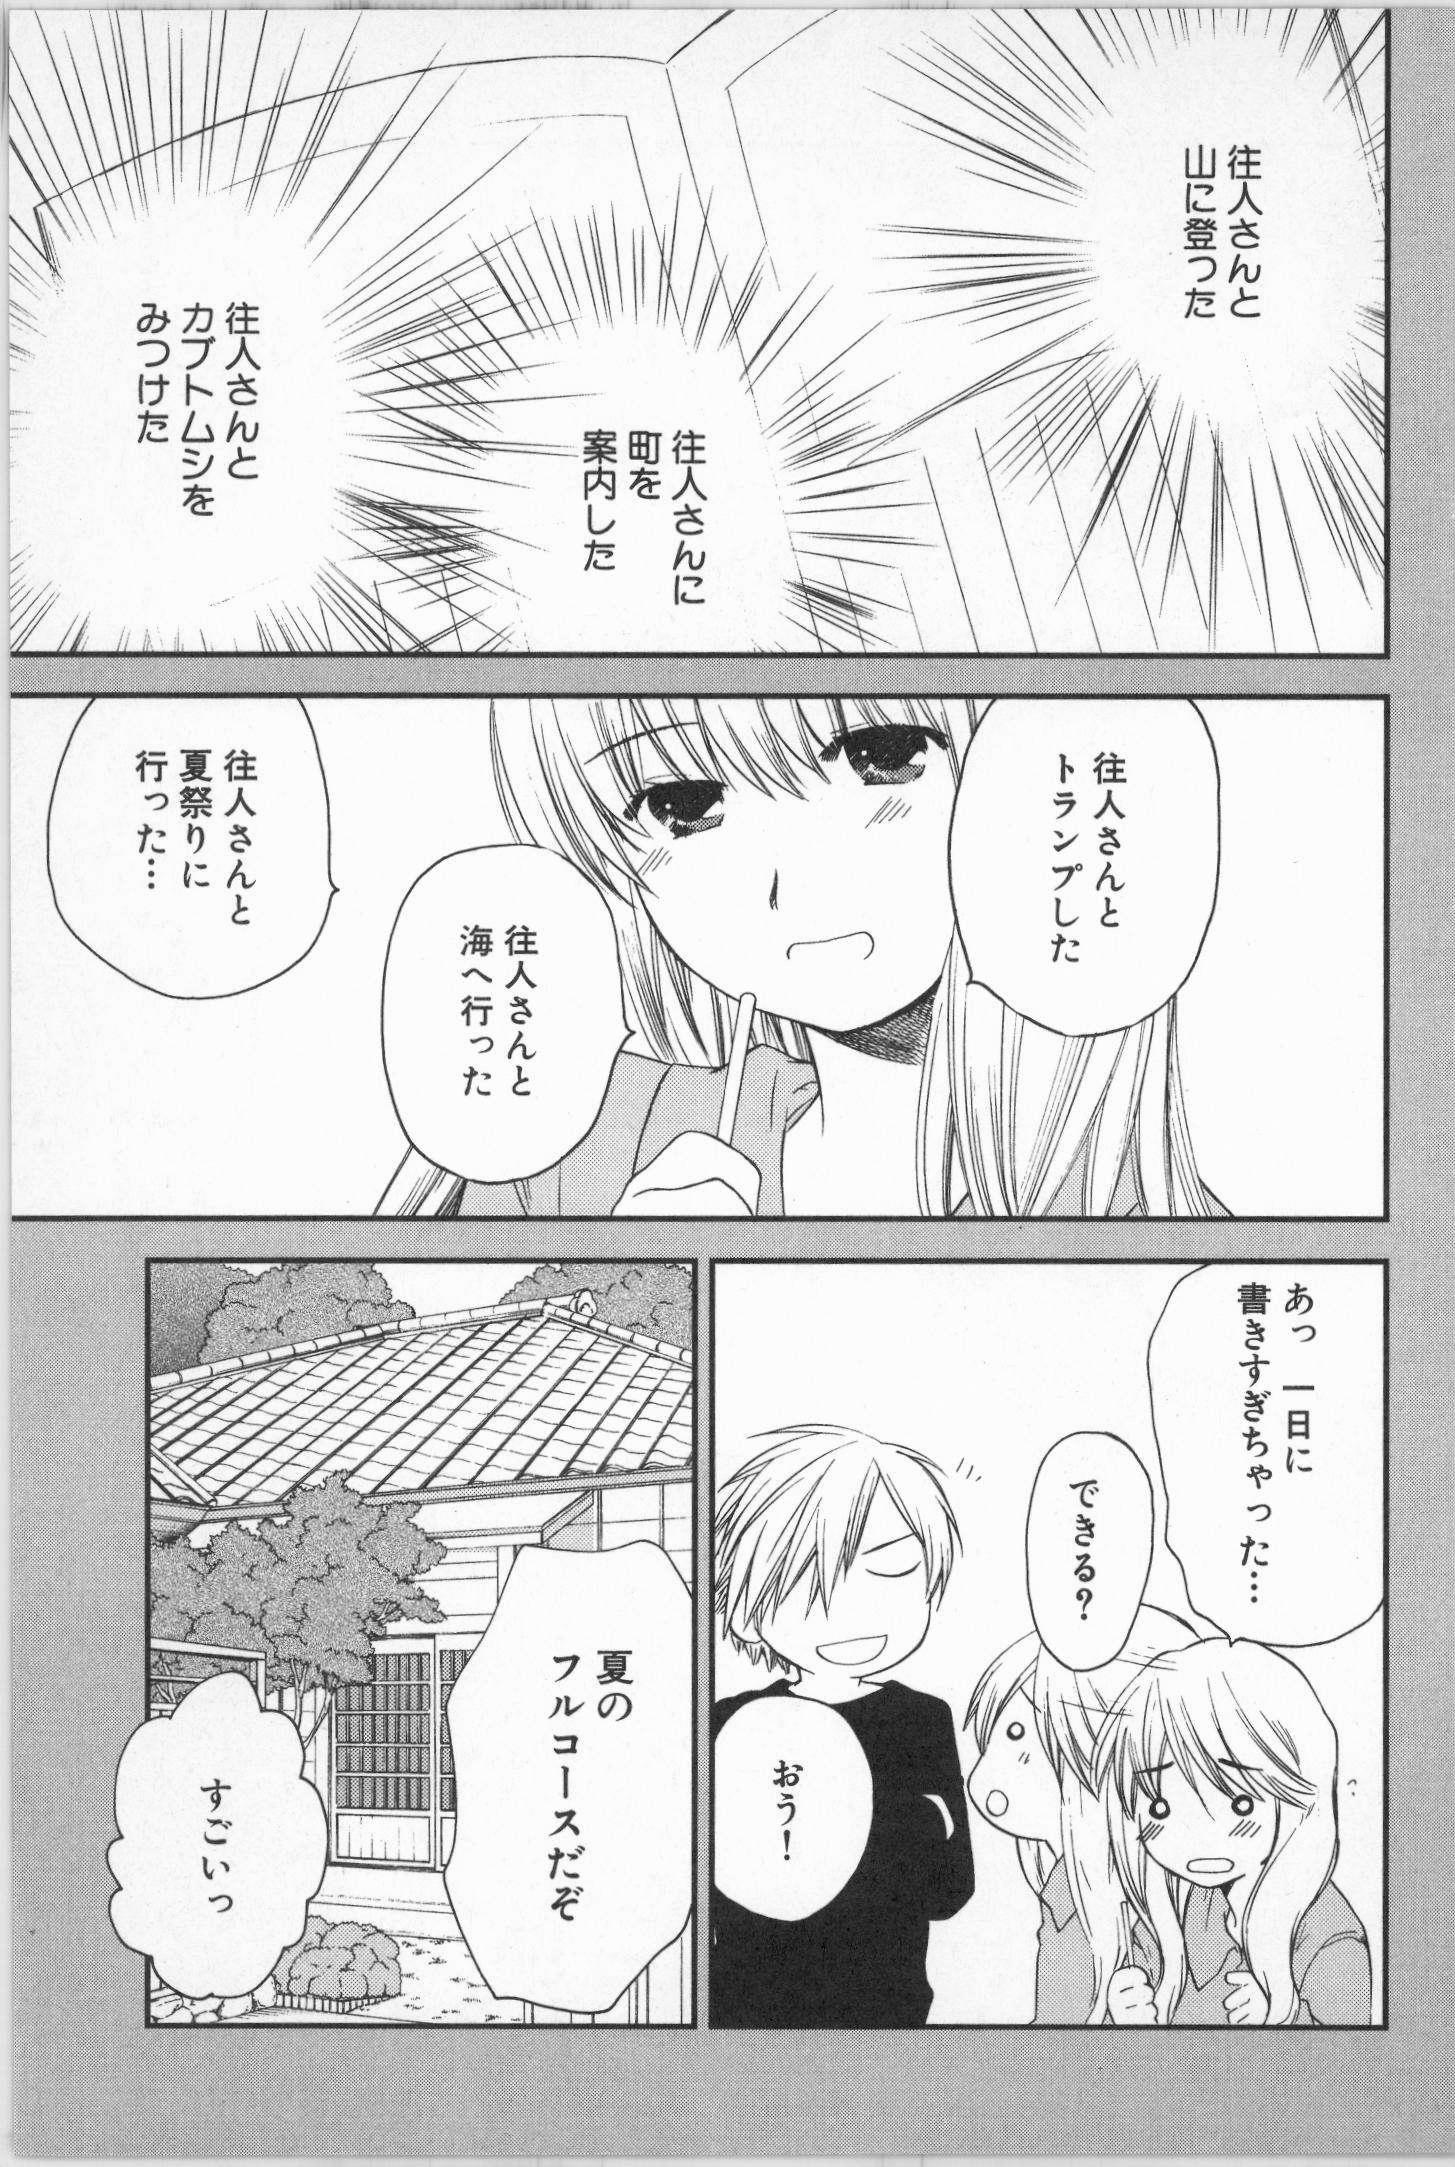 往人さんと
山に登った
往人さんに
町を
案内した
往人さんと
カブトムシを
みつけた
往人さんと
トランプした
往人さんと
海へ行った
往人さんと
夏祭りに
行った…
あっ 一日に
書きすぎちゃった…
できる?
おう!
夏の
フルコースだぞ
すごいっ